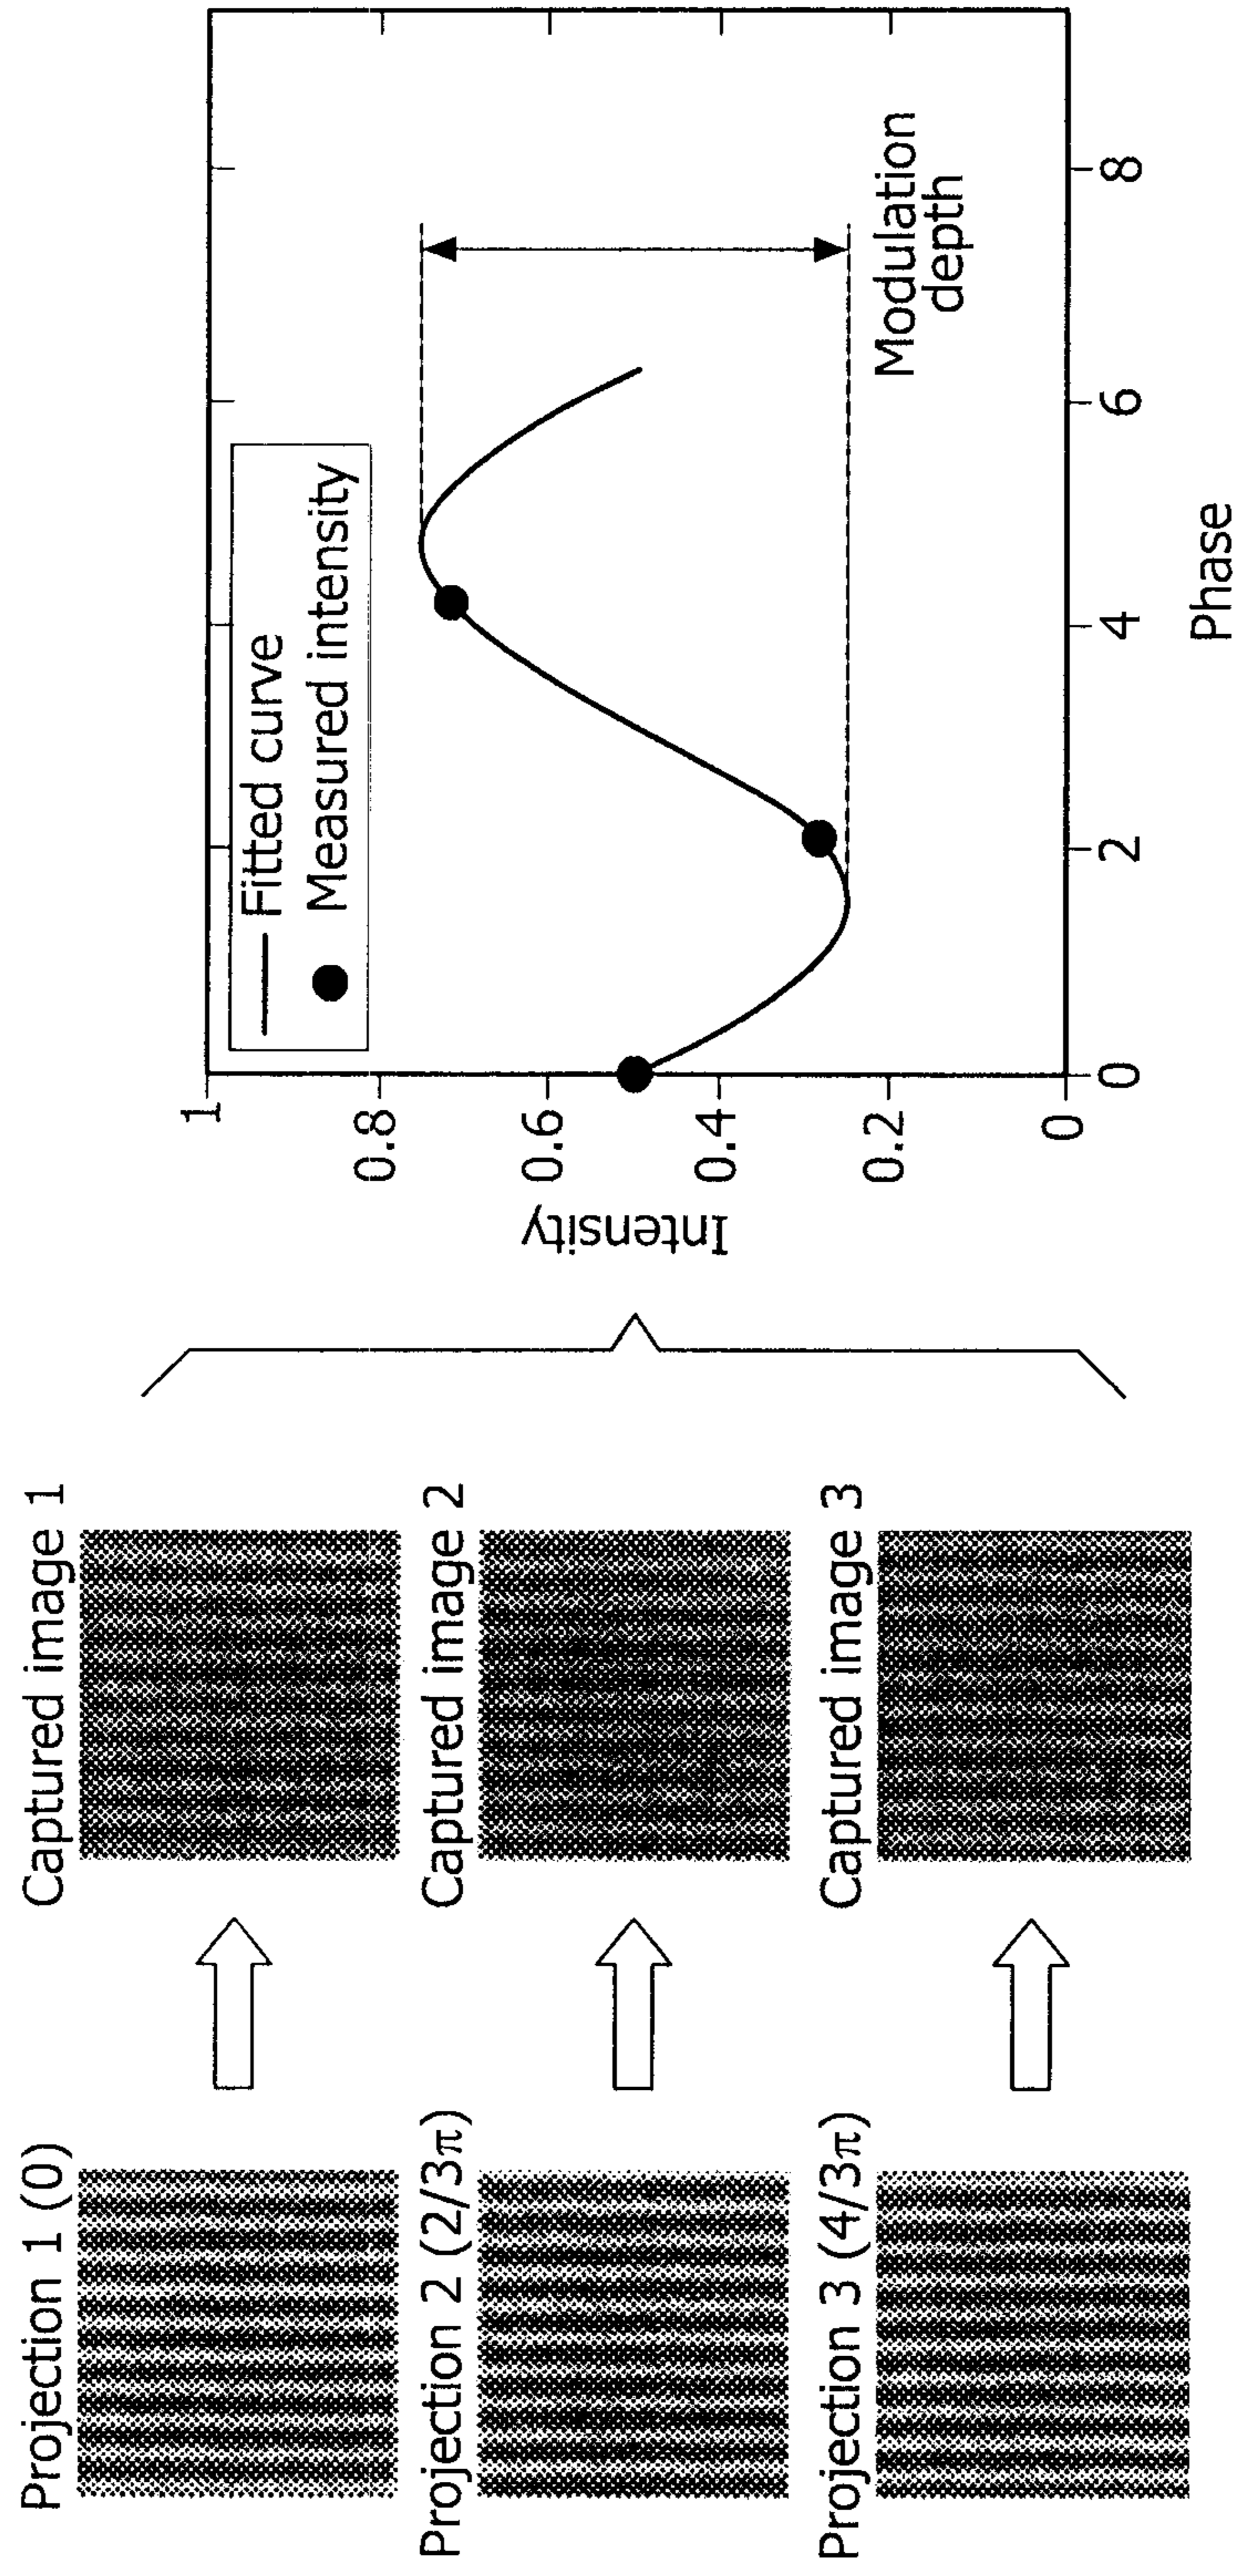 Projection 1 (0)
Captured image 1
Projection 2 (2/3π)
Captured image 2
Projection 3 (4/3π)
Captured image 3
Intensity
1
0.8
0.6
0.4
0.2
0
Fitted curve
Measured intensity
Modulation
depth
0
2
4
6
8
Phase